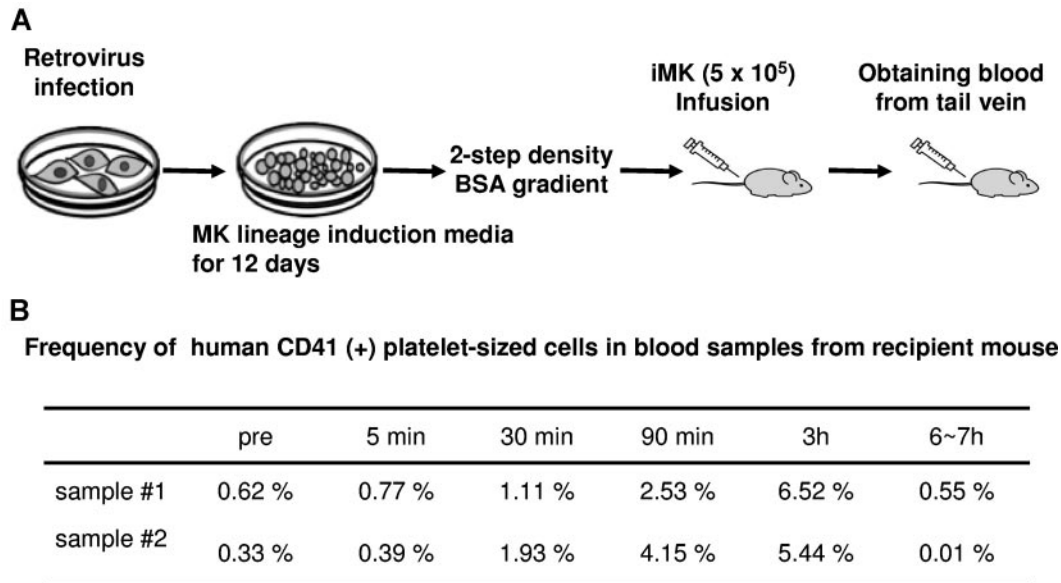 A
Retrovirus
infection
MK lineage induction media
for 12 days
2-step density
BSA gradient
iMK (5 x 10⁵)
Infusion
Obtaining blood
from tail vein
B
Frequency of human CD41 (+) platelet-sized cells in blood samples from recipient mouse
pre 5 min 30 min 90 min 3h 6~7h
sample #1 0.62 % 0.77 % 1.11 % 2.53 % 6.52 % 0.55 %
sample #2 0.33 % 0.39 % 1.93 % 4.15 % 5.44 % 0.01 %